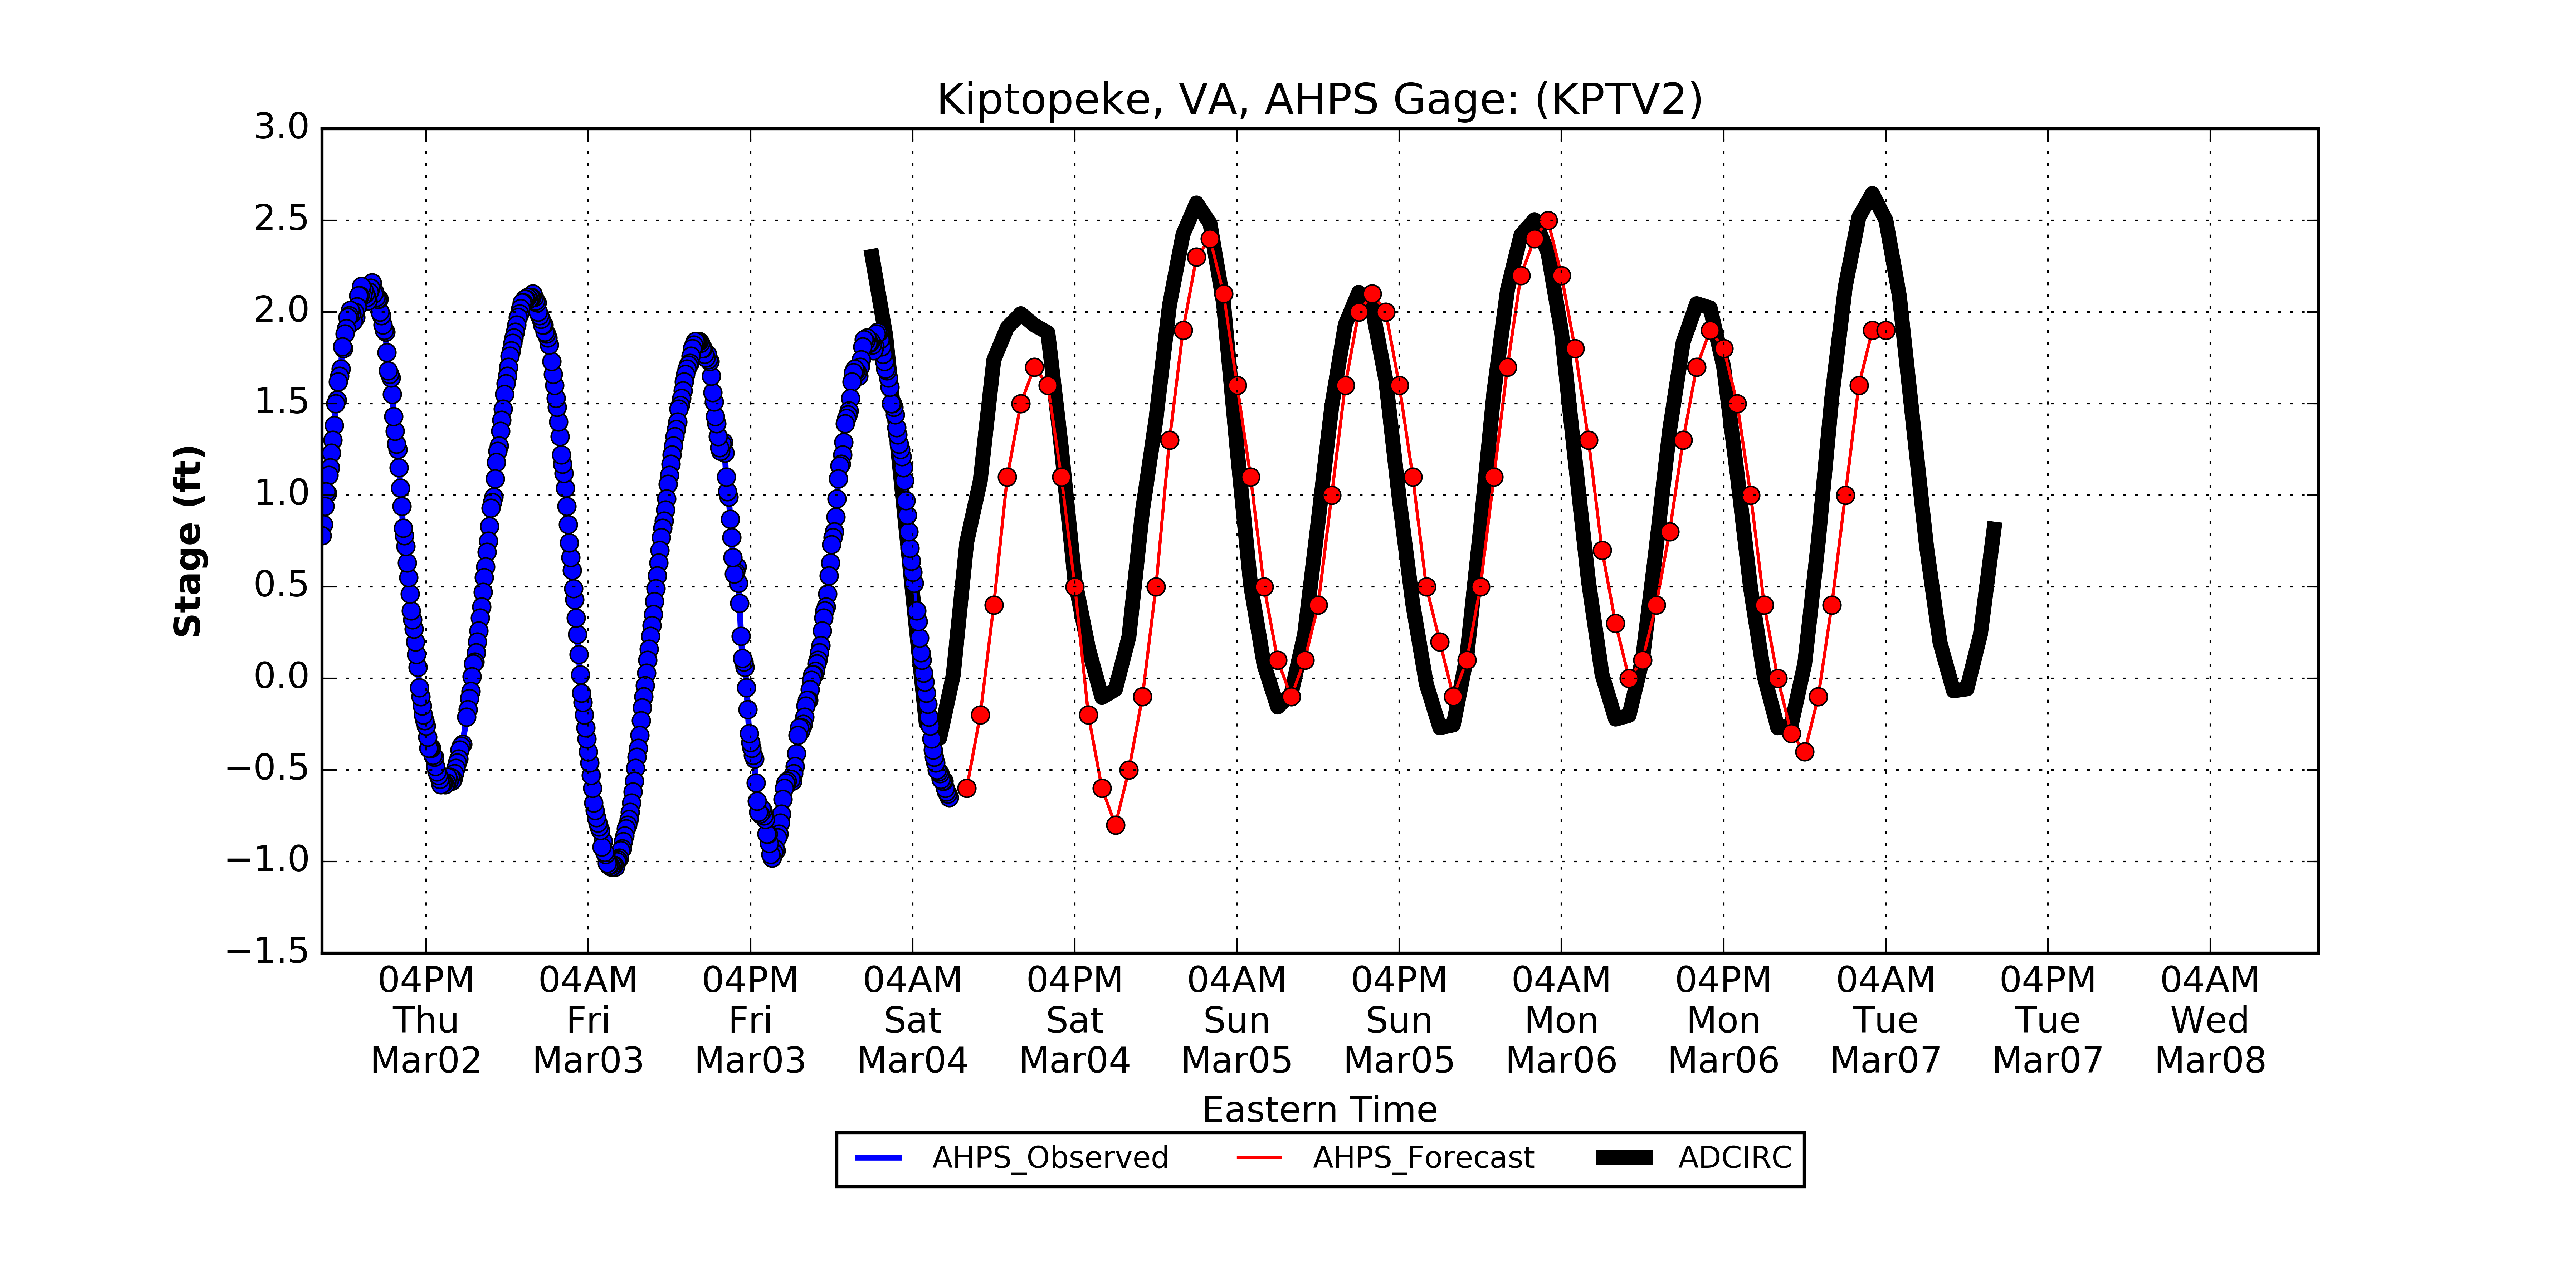 Kiptopeke, VA, AHPS Gage: (KPTV2)
3.0
2.5
2.0
1.5
1.0
0.5
0.0
−0.5
−1.0
−1.5
Stage (ft)
04PM 04AM 04PM 04AM 04PM 04AM 04PM 04AM 04PM 04AM 04PM 04AM
Thu Fri Fri Sat Sat Sun Sun Mon Mon Tue Tue Wed
Mar02 Mar03 Mar03 Mar04 Mar04 Mar05 Mar05 Mar06 Mar06 Mar07 Mar07 Mar08
Eastern Time
AHPS_Observed AHPS_Forecast ADCIRC